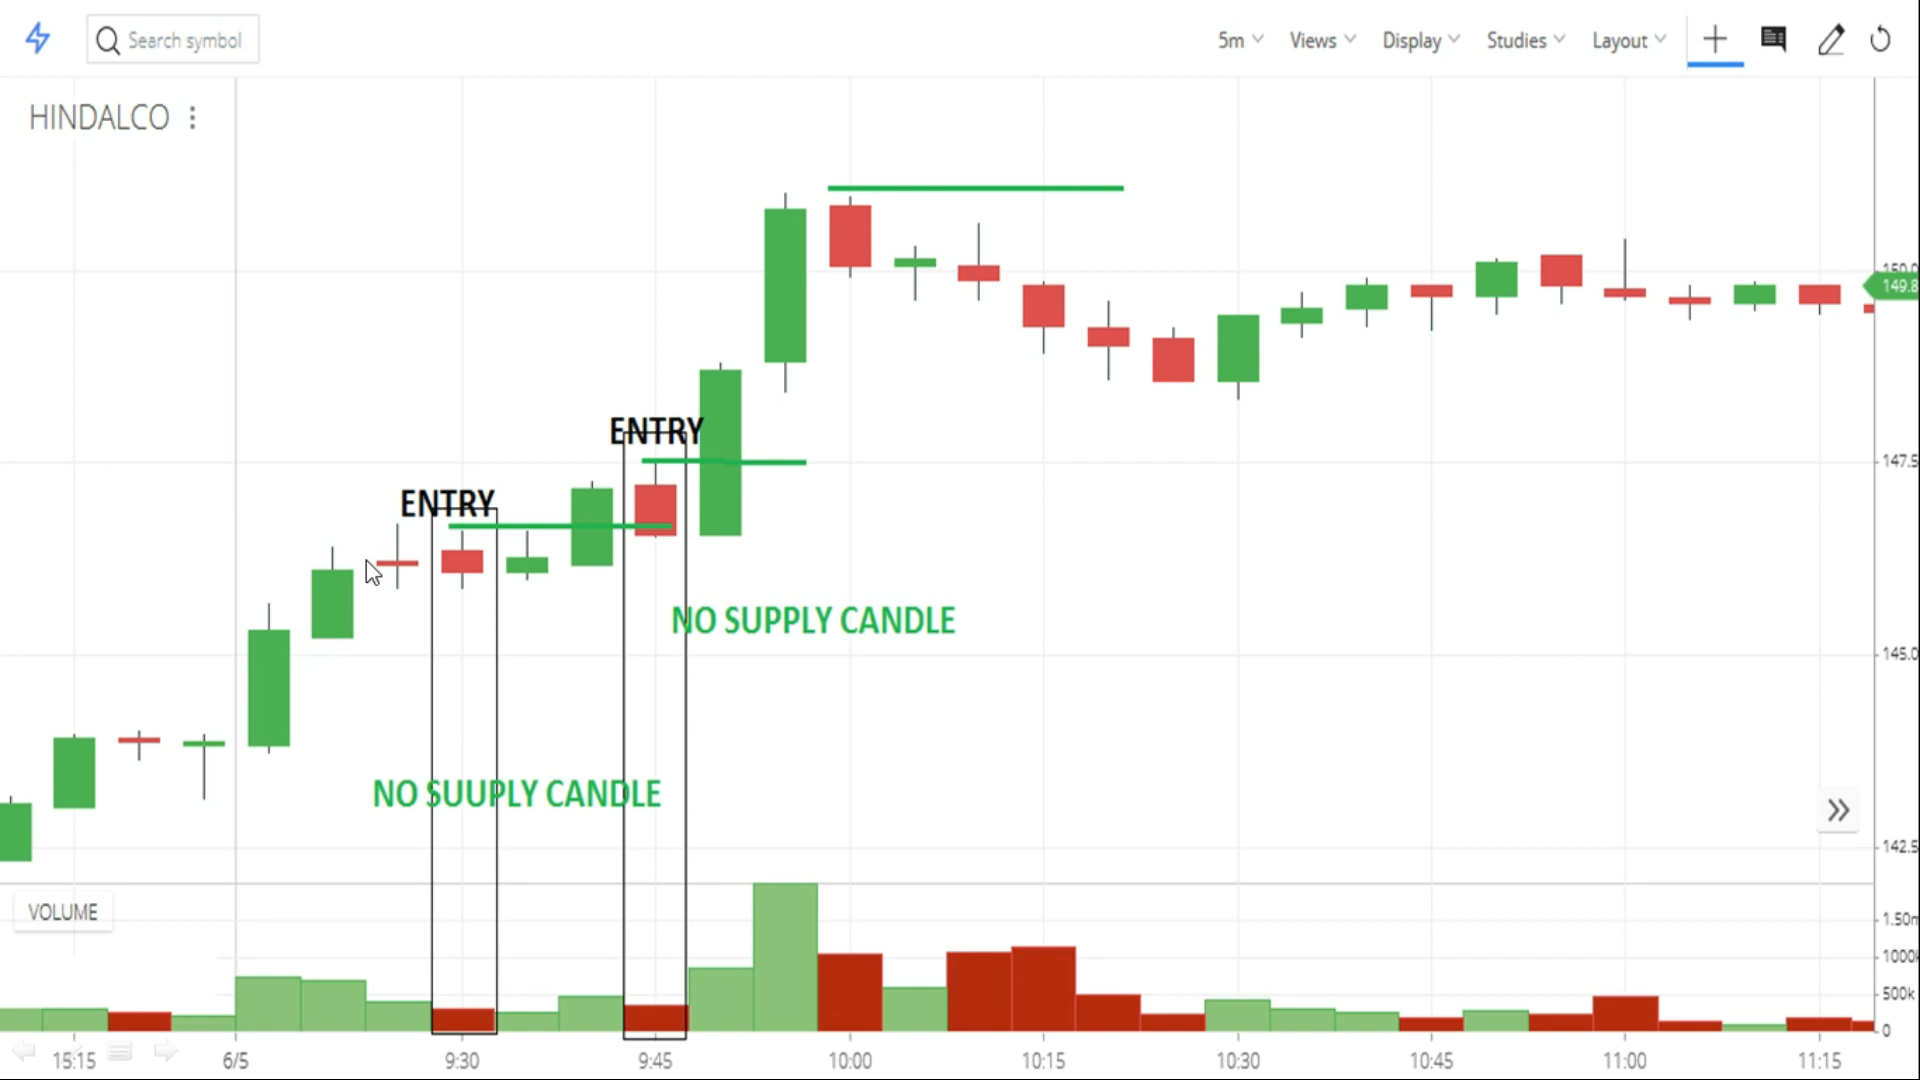 Search symbol
5m Views Display Studies Layout
HINDALCO
150.0
149.8
ENTRY
147.5
ENTRY
NO SUPPLY CANDLE
145.0
NO SUUPLY CANDLE
142.5
VOLUME
1.50m
1000k
500k
0
15:15 6/5 9:30 9:45 10:00 10:15 10:30 10:45 11:00 11:15